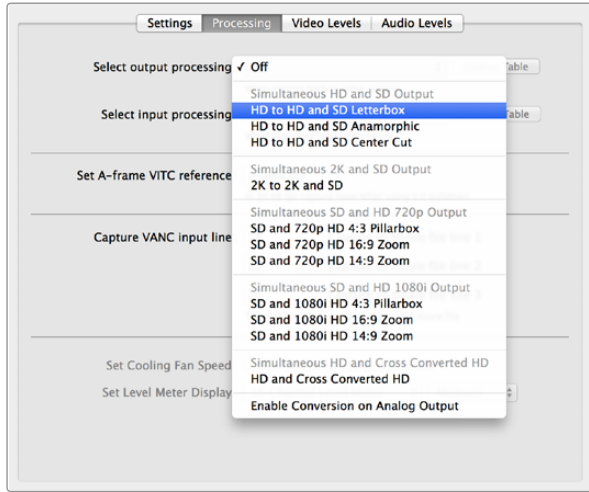 Settings Processing Video Levels Audio Levels
Select output processing ✓ Off
Table
Simultaneous HD and SD Output
HD to HD and SD Letterbox
Select input processing
Table
HD to HD and SD Anamorphic
HD to HD and SD Center Cut
Simultaneous 2K and SD Output
Set A-frame VITC reference
2K to 2K and SD
Simultaneous SD and HD 720p Output
SD and 720p HD 4:3 Pillarbox
Capture VANC input line
SD and 720p HD 16:9 Zoom
SD and 720p HD 14:9 Zoom
Simultaneous SD and HD 1080i Output
SD and 1080i HD 4:3 Pillarbox
SD and 1080i HD 16:9 Zoom
SD and 1080i HD 14:9 Zoom
Simultaneous HD and Cross Converted HD
Set Cooling Fan Speed
HD and Cross Converted HD
Set Level Meter Display
Enable Conversion on Analog Output